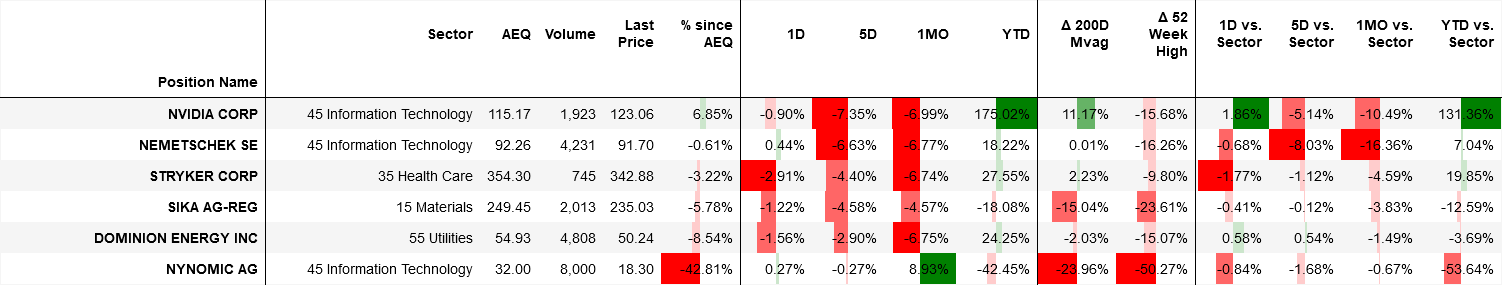 Position Name Sector AEQ Volume Last Price % since AEQ 1D 5D 1MO YTD Δ 200D Mvag Δ 52 Week High 1D vs. Sector 5D vs. Sector 1MO vs. Sector YTD vs. Sector
NVIDIA CORP 45 Information Technology 115.17 1,923 123.06 6.85% -0.90% -7.35% -6.99% 175.02% 11.17% -15.68% 1.86% -5.14% -10.49% 131.36%
NEMETSCHEK SE 45 Information Technology 92.26 4,231 91.70 -0.61% 0.44% -6.63% -6.77% 18.22% 0.01% -16.26% -0.68% -8.03% -16.36% 7.04%
STRYKER CORP 35 Health Care 354.30 745 342.88 -3.22% -2.91% -4.40% -6.74% 27.55% 2.23% -9.80% -1.77% -1.12% -4.59% 19.85%
SIKA AG-REG 15 Materials 249.45 2,013 235.03 -5.78% -1.22% -4.58% -4.57% -18.08% -15.04% -23.61% -0.41% -0.12% -3.83% -12.59%
DOMINION ENERGY INC 55 Utilities 54.93 4,808 50.24 -8.54% -1.56% -2.90% -6.75% 24.25% -2.03% -15.07% 0.58% 0.54% -1.49% -3.69%
NYNOMIC AG 45 Information Technology 32.00 8,000 18.30 -42.81% 0.27% -0.27% 8.93% -42.45% -23.96% -50.27% -0.84% -1.68% -0.67% -53.64%